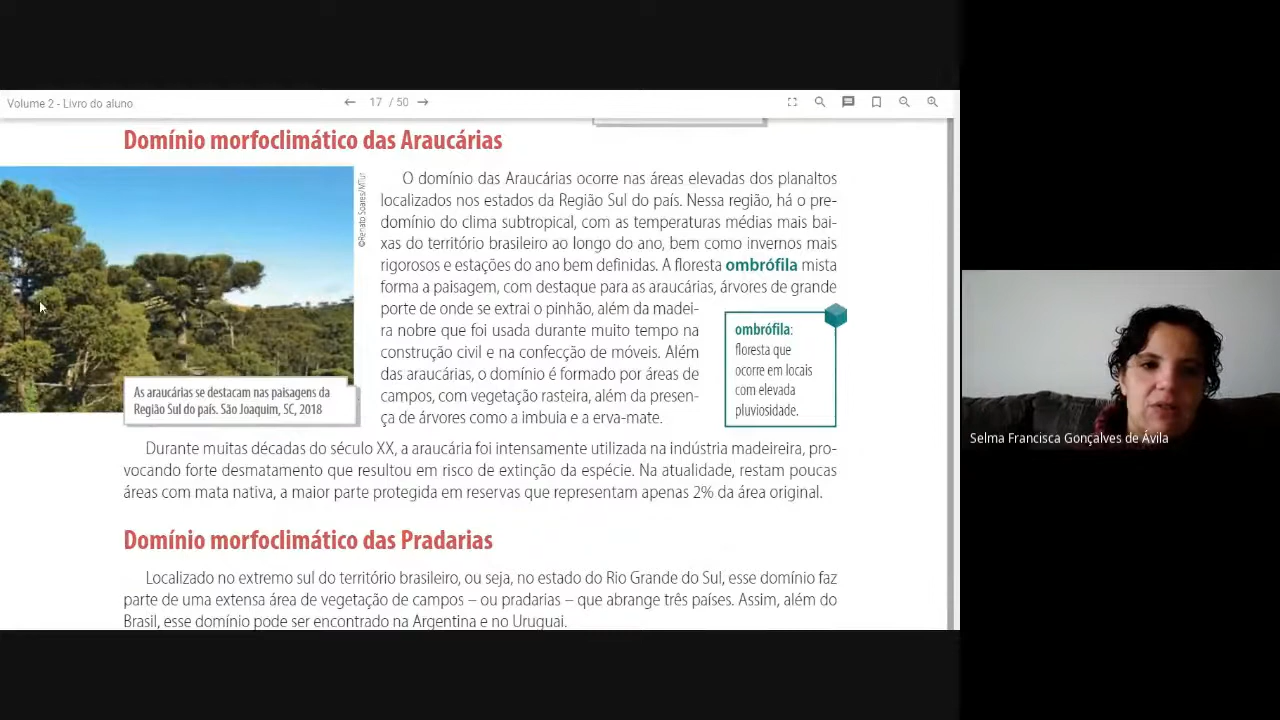 Volume 2 - Livro do aluno
17 / 50
Domínio morfoclimático das Araucárias
©Renato Soares/MTur
O domínio das Araucárias ocorre nas áreas elevadas dos planaltos
localizados nos estados da Região Sul do país. Nessa região, há o pre-
domínio do clima subtropical, com as temperaturas médias mais bai-
xas do território brasileiro ao longo do ano, bem como invernos mais
rigorosos e estações do ano bem definidas. A floresta ombrófila mista
forma a paisagem, com destaque para as araucárias, árvores de grande
porte de onde se extrai o pinhão, além da madei-
ra nobre que foi usada durante muito tempo na
construção civil e na confecção de móveis. Além
das araucárias, o domínio é formado por áreas de
campos, com vegetação rasteira, além da presen-
ça de árvores como a imbuia e a erva-mate.
ombrófila:
floresta que
ocorre em locais
com elevada
pluviosidade.
As araucárias se destacam nas paisagens da
Região Sul do país. São Joaquim, SC, 2018
Durante muitas décadas do século XX, a araucária foi intensamente utilizada na indústria madeireira, pro-
vocando forte desmatamento que resultou em risco de extinção da espécie. Na atualidade, restam poucas
áreas com mata nativa, a maior parte protegida em reservas que representam apenas 2% da área original.
Domínio morfoclimático das Pradarias
Localizado no extremo sul do território brasileiro, ou seja, no estado do Rio Grande do Sul, esse domínio faz
parte de uma extensa área de vegetação de campos – ou pradarias – que abrange três países. Assim, além do
Brasil, esse domínio pode ser encontrado na Argentina e no Uruguai.
Selma Francisca Gonçalves de Ávila